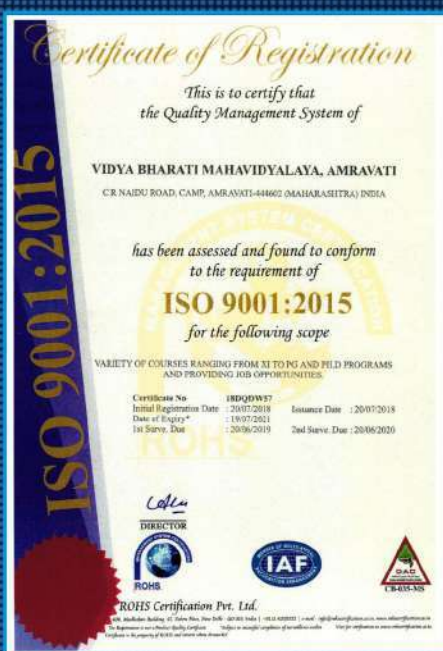 Certificate of Registration
This is to certify that
the Quality Management System of
VIDYA BHARATI MAHAVIDYALAYA, AMRAVATI
C R NAIDU ROAD, CAMP, AMRAVATI-444602 (MAHARASHTRA) INDIA
has been assessed and found to conform
to the requirement of
ISO 9001:2015
for the following scope
VARIETY OF COURSES RANGING FROM XI TO PG AND PH.D PROGRAMS
AND PROVIDING JOB OPPORTUNITIES.
Certificate No 18DQDW57
Initial Registration Date : 20/07/2018 Issuance Date : 20/07/2018
Date of Expiry* : 19/07/2021
1st Surve. Due : 20/06/2019 2nd Surve. Due : 20/06/2020
ISO 9001:2015
DIRECTOR
ROHS
IAF
CB-035-MS
ROHS Certification Pvt. Ltd.